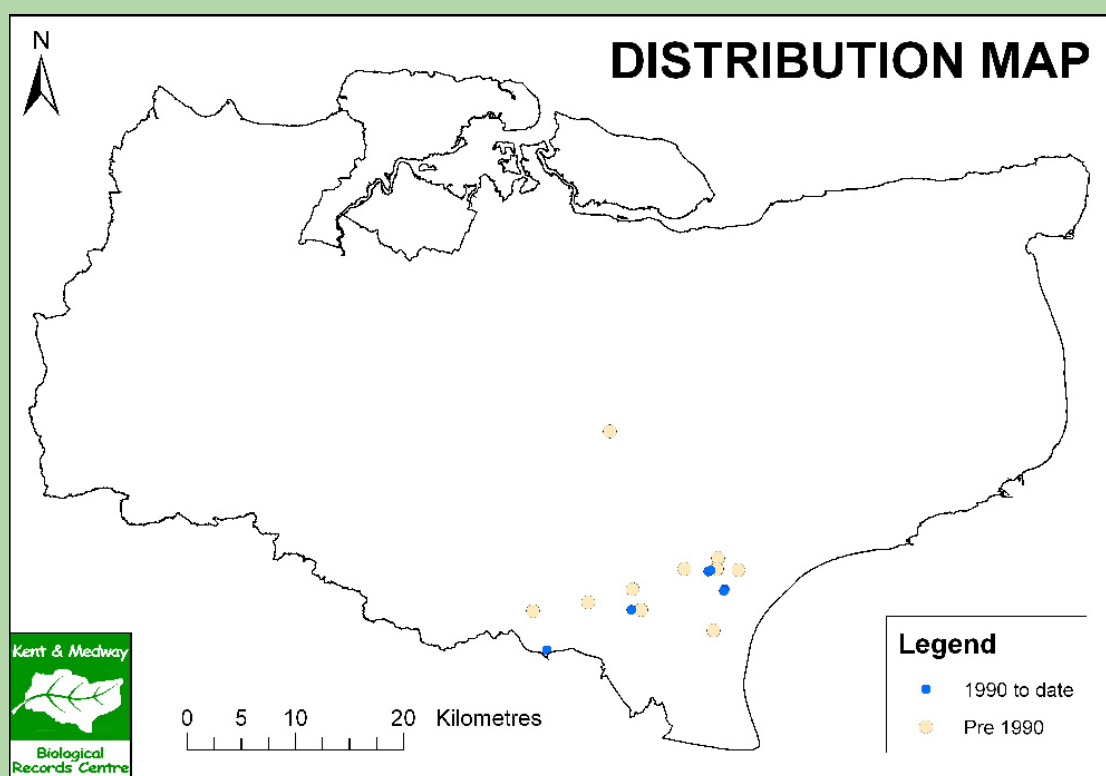 N
DISTRIBUTION MAP
Kent & Medway
Biological
Records Centre
0 5 10 20 Kilometres
Legend
1990 to date
Pre 1990